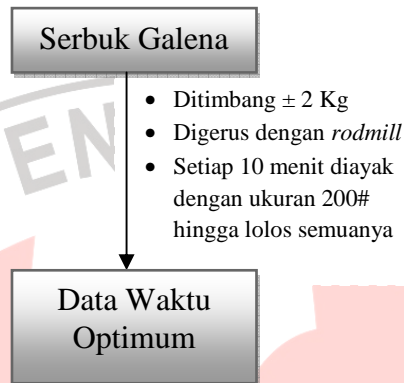 Serbuk Galena
• Ditimbang ± 2 Kg
• Digerus dengan rodmill
• Setiap 10 menit diayak
dengan ukuran 200#
hingga lolos semuanya
EN
Data Waktu
Optimum